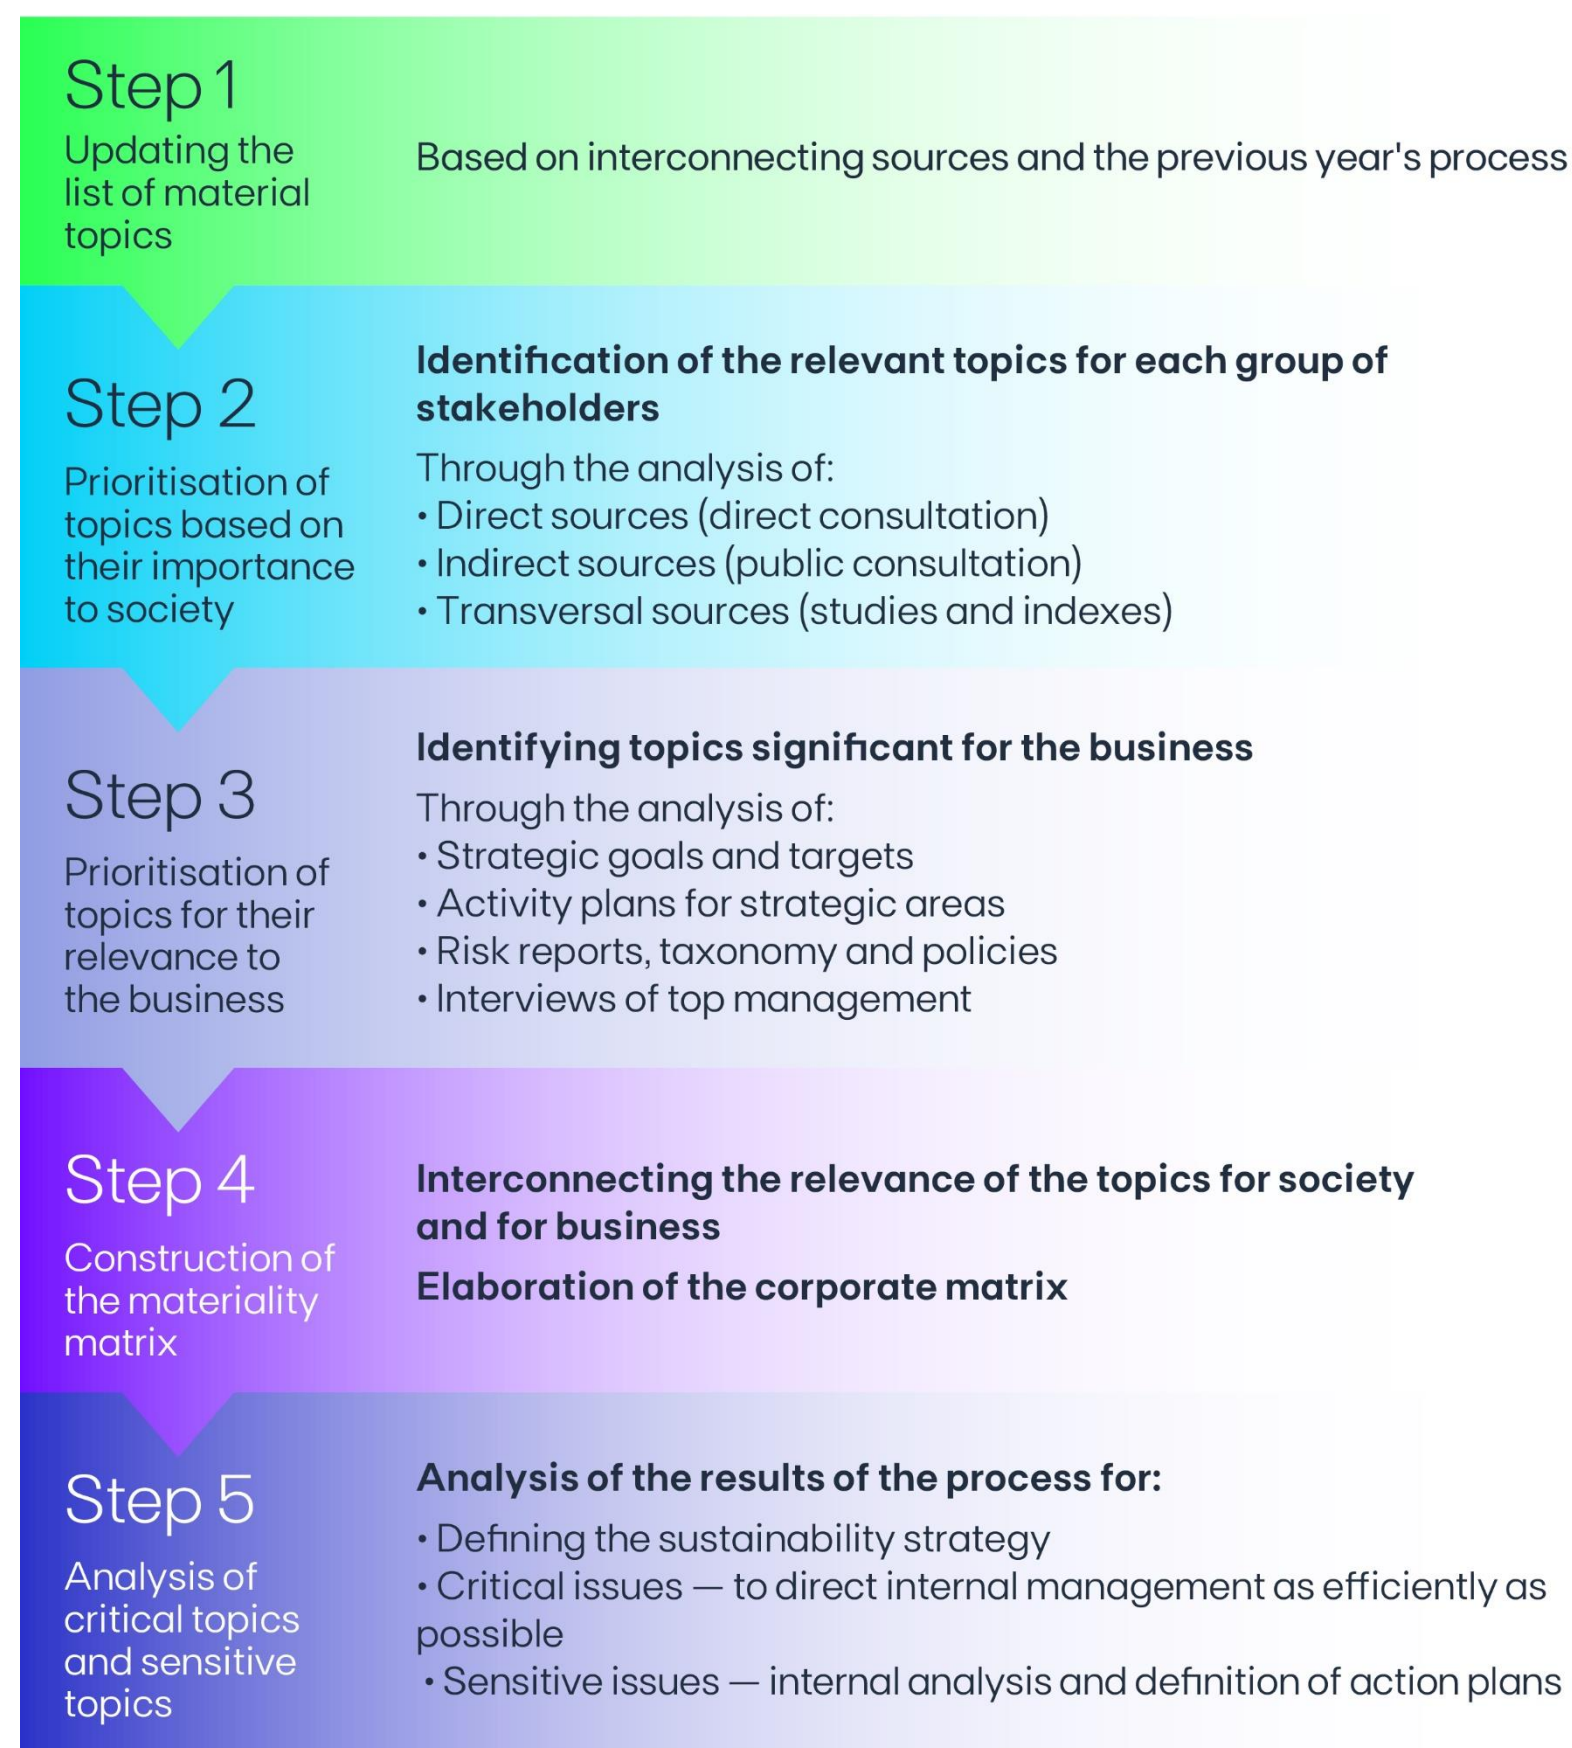 Step 1
Updating the
list of material
topics
Based on interconnecting sources and the previous year's process
Step 2
Prioritisation of
topics based on
their importance
to society
Identification of the relevant topics for each group of
stakeholders
Through the analysis of:
• Direct sources (direct consultation)
• Indirect sources (public consultation)
• Transversal sources (studies and indexes)
Step 3
Prioritisation of
topics for their
relevance to
the business
Identifying topics significant for the business
Through the analysis of:
• Strategic goals and targets
• Activity plans for strategic areas
• Risk reports, taxonomy and policies
• Interviews of top management
Step 4
Construction of
the materiality
matrix
Interconnecting the relevance of the topics for society
and for business
Elaboration of the corporate matrix
Step 5
Analysis of
critical topics
and sensitive
topics
Analysis of the results of the process for:
• Defining the sustainability strategy
• Critical issues — to direct internal management as efficiently as
possible
• Sensitive issues — internal analysis and definition of action plans